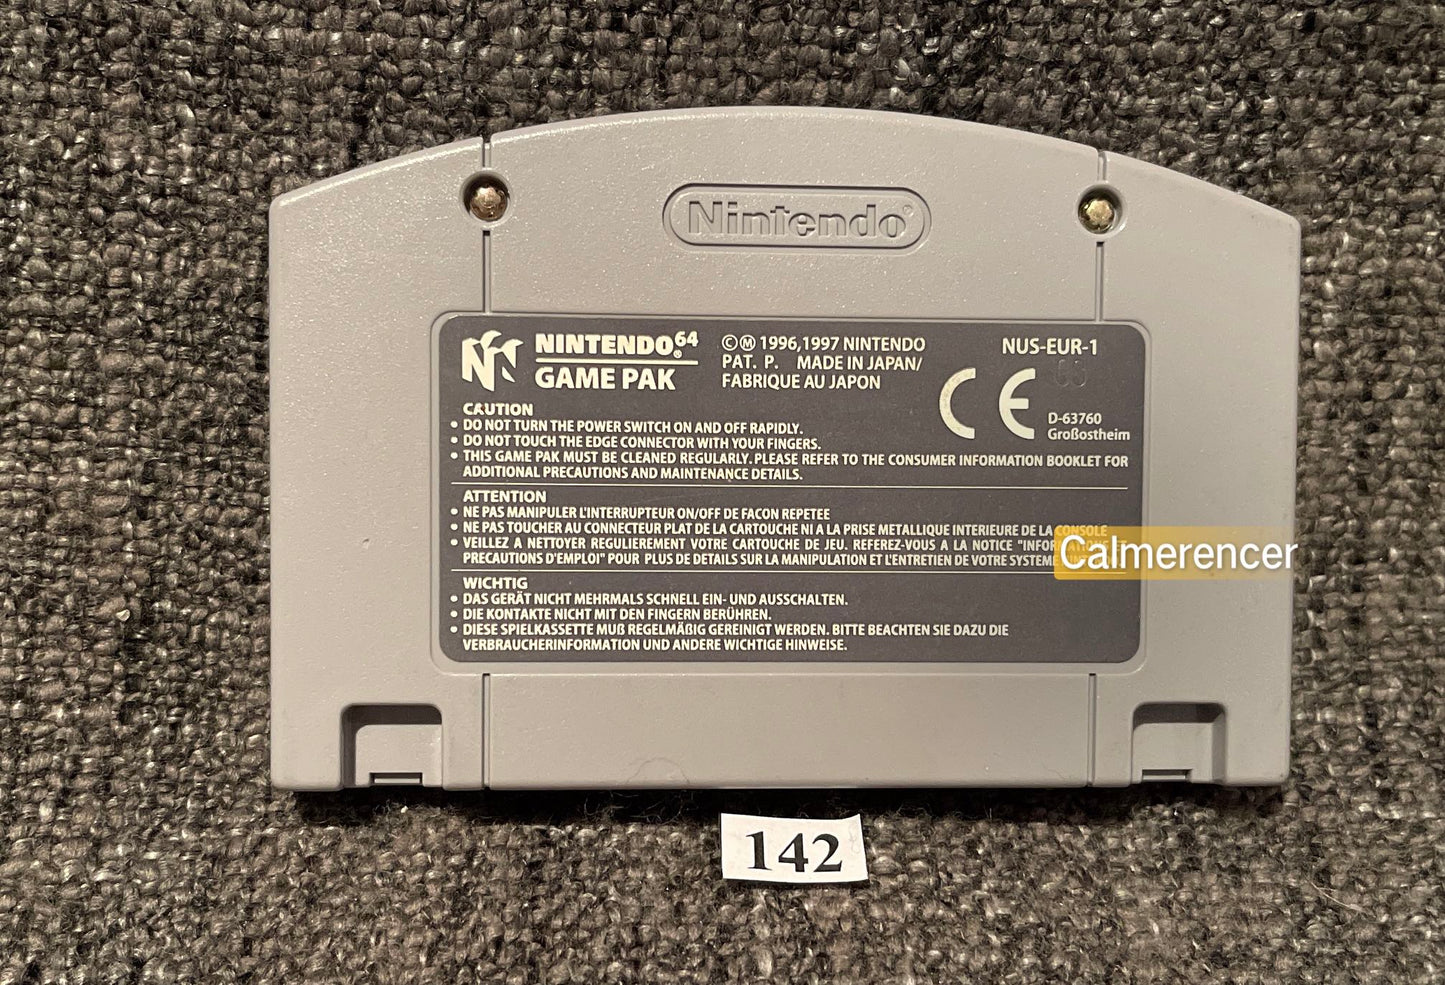 Nintendo®
NINTENDO64®
GAME PAK
©Ⓜ 1996,1997 NINTENDO
PAT. P. MADE IN JAPAN/
FABRIQUE AU JAPON
NUS-EUR-1
CE
D-63760
Großostheim
CAUTION
• DO NOT TURN THE POWER SWITCH ON AND OFF RAPIDLY.
• DO NOT TOUCH THE EDGE CONNECTOR WITH YOUR FINGERS.
• THIS GAME PAK MUST BE CLEANED REGULARLY. PLEASE REFER TO THE CONSUMER INFORMATION BOOKLET FOR
ADDITIONAL PRECAUTIONS AND MAINTENANCE DETAILS.
ATTENTION
• NE PAS MANIPULER L'INTERRUPTEUR ON/OFF DE FACON REPETEE
• NE PAS TOUCHER AU CONNECTEUR PLAT DE LA CARTOUCHE NI A LA PRISE METALLIQUE INTERIEURE DE LA CONSOLE
• VEILLEZ A NETTOYER REGULIEREMENT VOTRE CARTOUCHE DE JEU. REFEREZ-VOUS A LA NOTICE
PRECAUTIONS D'EMPLOI" POUR PLUS DE DETAILS SUR LA MANIPULATION ET L'ENTRETIEN DE VOTRE SYSTEME
Calmerencer
WICHTIG
• DAS GERÄT NICHT MEHRMALS SCHNELL EIN- UND AUSSCHALTEN.
• DIE KONTAKTE NICHT MIT DEN FINGERN BERÜHREN.
• DIESE SPIELKASSETTE MUß REGELMÄßIG GEREINIGT WERDEN. BITTE BEACHTEN SIE DAZU DIE
VERBRAUCHERINFORMATION UND ANDERE WICHTIGE HINWEISE.
142